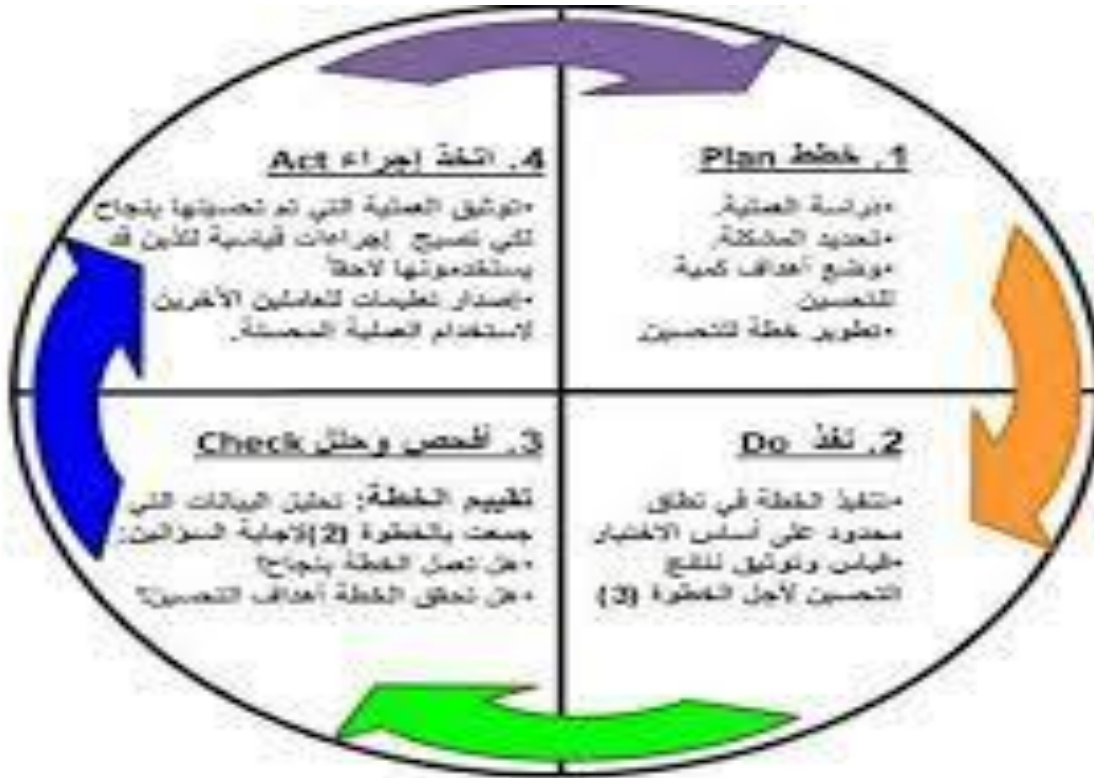 1. خطط Plan
•دراسة العملية.
•تحديد المشكلة.
•وضع أهداف كمية
للتحسين
•تطوير خطة للتحسين
2. نفذ Do
•تنفيذ الخطة في نطاق
محدود على أساس الاختبار
•قياس وتوثيق نتائج
التحسين لأجل الخطوة (3)
3. أفحص وحلل Check
تقييم الخطة: تحليل البيانات التي
جمعت بالخطوة (2)لاجابة السؤالين:
•هل تعمل الخطة بنجاح؟
•هل تحقق الخطة أهداف التحسين؟
4. اتخذ إجراء Act
•توثيق العملية التي تم تحسينها بنجاح
لكي تصبح إجراءات قياسية للذين قد
يستخدمونها لاحقاً
•إصدار تعليمات للعاملين الآخرين
لاستخدام العملية المحسنة.